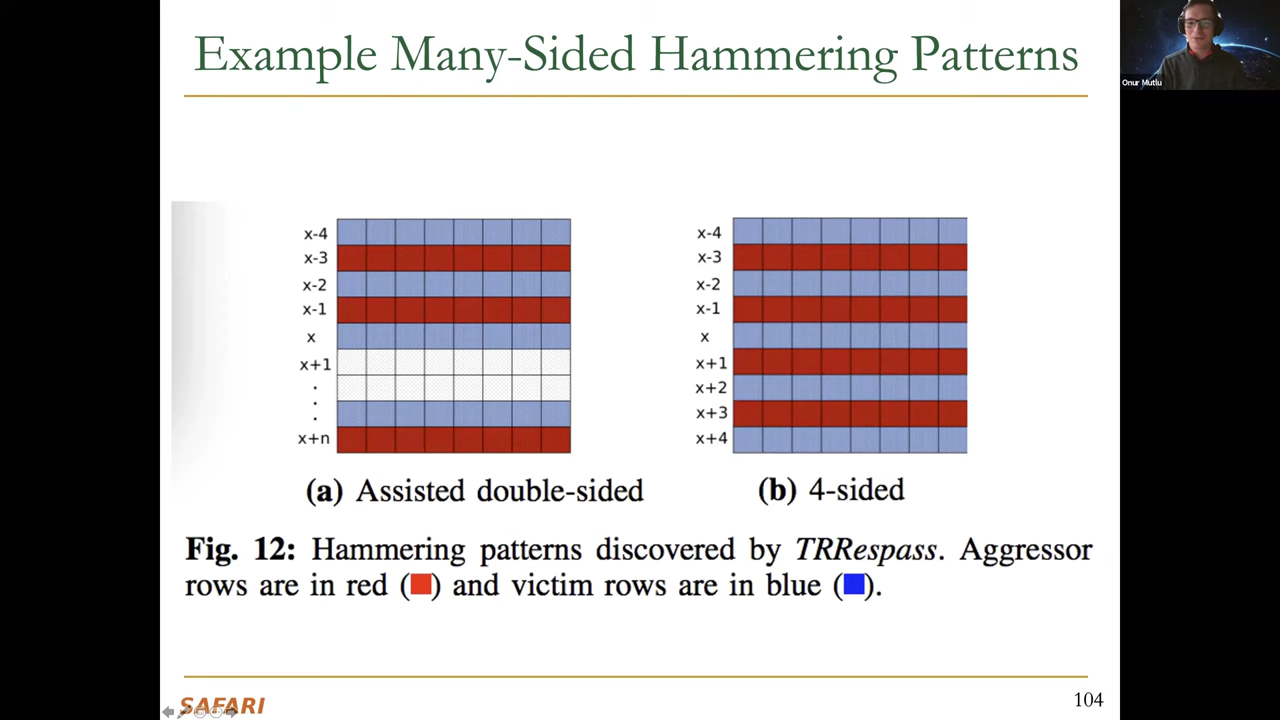 Example Many-Sided Hammering Patterns
Onur Mutlu
x-4
x-3
x-2
x-1
x
x+1
x+n
(a) Assisted double-sided
x-4
x-3
x-2
x-1
x
x+1
x+2
x+3
x+4
(b) 4-sided
Fig. 12: Hammering patterns discovered by TRRespass. Aggressor
rows are in red ( ) and victim rows are in blue ( ).
SAFARI
104